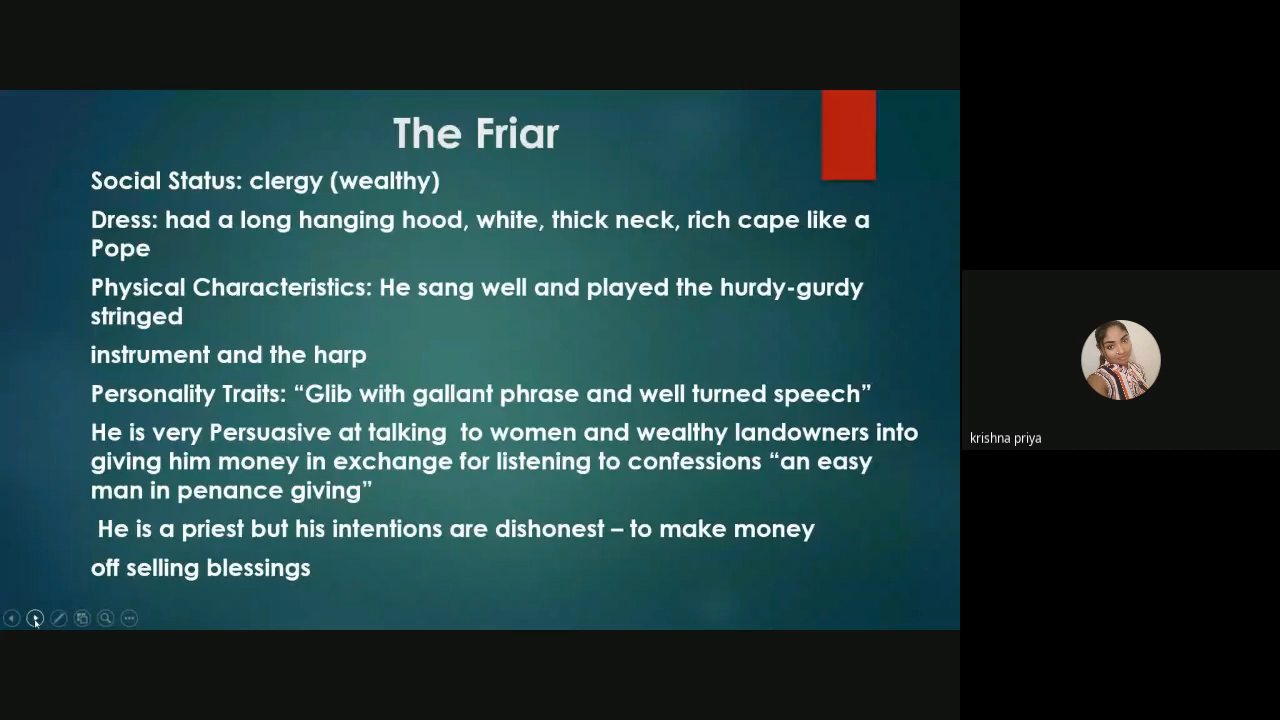 The Friar
Social Status: clergy (wealthy)
Dress: had a long hanging hood, white, thick neck, rich cape like a
Pope
Physical Characteristics: He sang well and played the hurdy-gurdy
stringed
instrument and the harp
Personality Traits: “Glib with gallant phrase and well turned speech”
He is very Persuasive at talking  to women and wealthy landowners into
giving him money in exchange for listening to confessions “an easy
man in penance giving”
He is a priest but his intentions are dishonest – to make money
off selling blessings
krishna priya